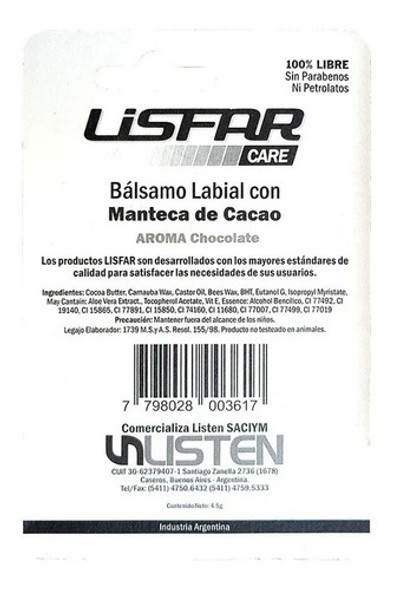 100% LIBRE
Sin Parabenos
Ni Petrolatos
LISFAR
CARE
Bálsamo Labial con
Manteca de Cacao
AROMA Chocolate
Los productos LISFAR son desarrollados con los mayores estándares de
calidad para satisfacer las necesidades de sus usuarios.
Ingredientes: Cocoa Butter, Carnauba Wax, Castor Oil, Bees Wax, BHT, Eutanol G, Isopropyl Myristate,
May Cantain: Aloe Vera Extract., Tocopherol Acetate, Vit E, Essence: Alcohol Bencilico, CI 77492, CI
19140, CI 15865, CI 77891, CI 15850, CI 74160, CI 11680, CI 77007, CI 77499, CI 77019
Precaución: Mantener fuera del alcance de los niños.
Legajo Elaborador: 1739 M.S.y A.S. Resol. 155/98. Producto no testeado en animales.
7 798028 003617
Comercializa Listen SACIYM
LISTEN
CUIT 30-62379407-1 Santiago Zanella 2736 (1678)
Caseros, Buenos Aires - Argentina.
Tel/Fax: (5411) 4750.6432 (5411) 4759.5333
Contenido Neto: 4.5g
Industria Argentina